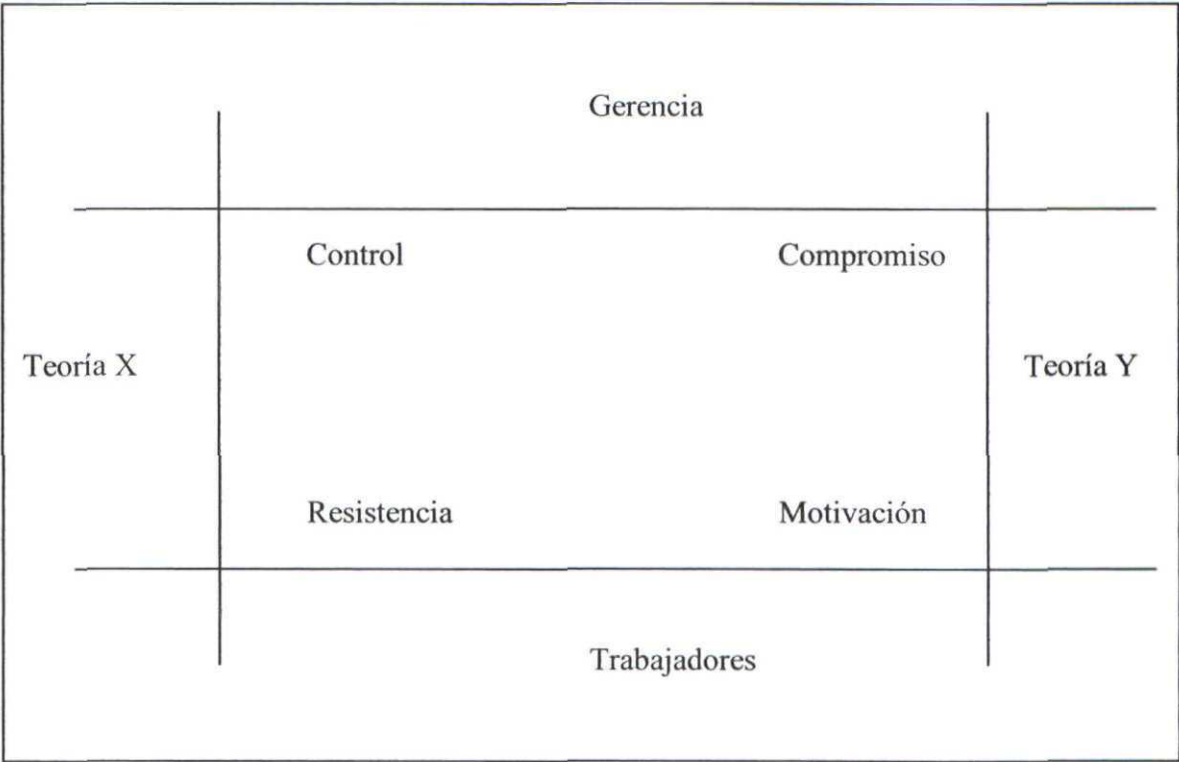 Gerencia
Control Compromiso
Teoría X Teoría Y
Resistencia Motivación
Trabajadores